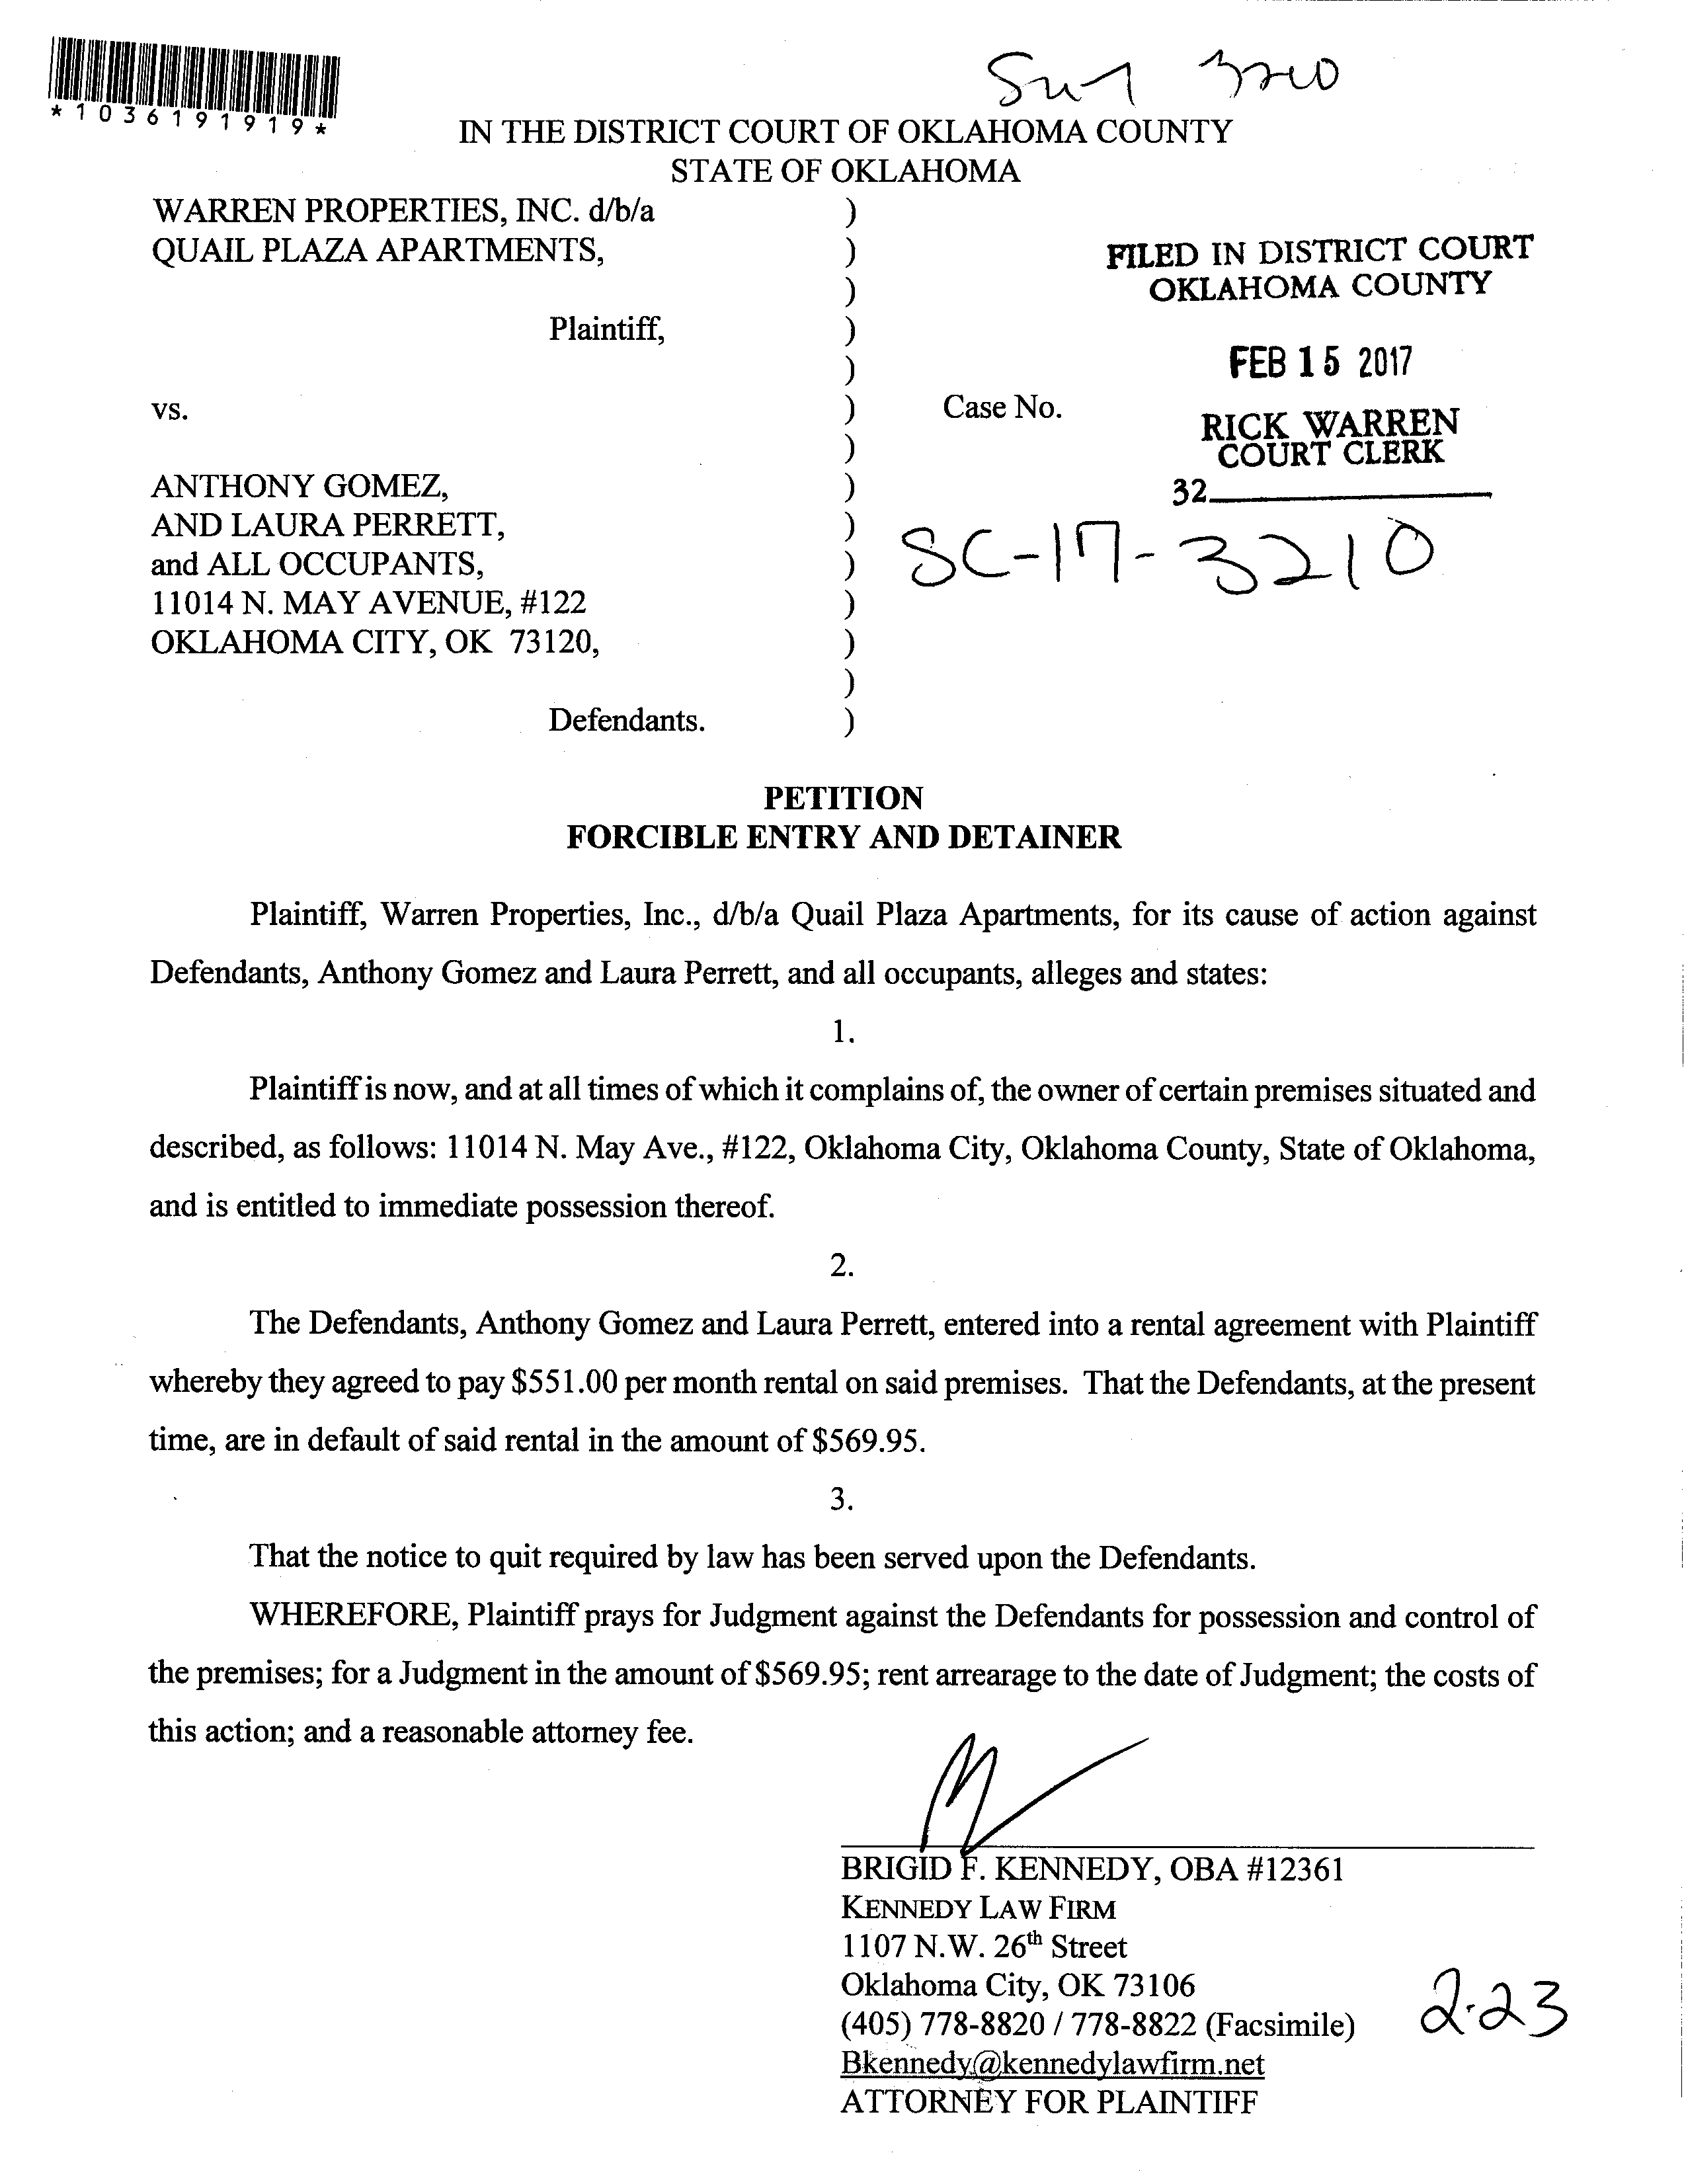 *1036191919*
IN THE DISTRICT COURT OF OKLAHOMA COUNTY
STATE OF OKLAHOMA
WARREN PROPERTIES, INC. d/b/a )
QUAIL PLAZA APARTMENTS, )
)
Plaintiff, )
)
vs. ) Case No.
)
ANTHONY GOMEZ, )
AND LAURA PERRETT, )
and ALL OCCUPANTS, )
11014 N. MAY AVENUE, #122 )
OKLAHOMA CITY, OK 73120, )
)
Defendants. )
FILED IN DISTRICT COURT
OKLAHOMA COUNTY
FEB 15 2017
RICK WARREN
COURT CLERK
32
SC-17-3210
PETITION
FORCIBLE ENTRY AND DETAINER
Plaintiff, Warren Properties, Inc., d/b/a Quail Plaza Apartments, for its cause of action against
Defendants, Anthony Gomez and Laura Perrett, and all occupants, alleges and states:
1.
Plaintiff is now, and at all times of which it complains of, the owner of certain premises situated and
described, as follows: 11014 N. May Ave., #122, Oklahoma City, Oklahoma County, State of Oklahoma,
and is entitled to immediate possession thereof.
2.
The Defendants, Anthony Gomez and Laura Perrett, entered into a rental agreement with Plaintiff
whereby they agreed to pay $551.00 per month rental on said premises. That the Defendants, at the present
time, are in default of said rental in the amount of $569.95.
3.
That the notice to quit required by law has been served upon the Defendants.
WHEREFORE, Plaintiff prays for Judgment against the Defendants for possession and control of
the premises; for a Judgment in the amount of $569.95; rent arrearage to the date of Judgment; the costs of
this action; and a reasonable attorney fee.
BRIGID F. KENNEDY, OBA #12361
KENNEDY LAW FIRM
1107 N.W. 26th Street
Oklahoma City, OK 73106
(405) 778-8820 / 778-8822 (Facsimile)
Bkennedy@kennedylawfirm.net
ATTORNEY FOR PLAINTIFF
2-23